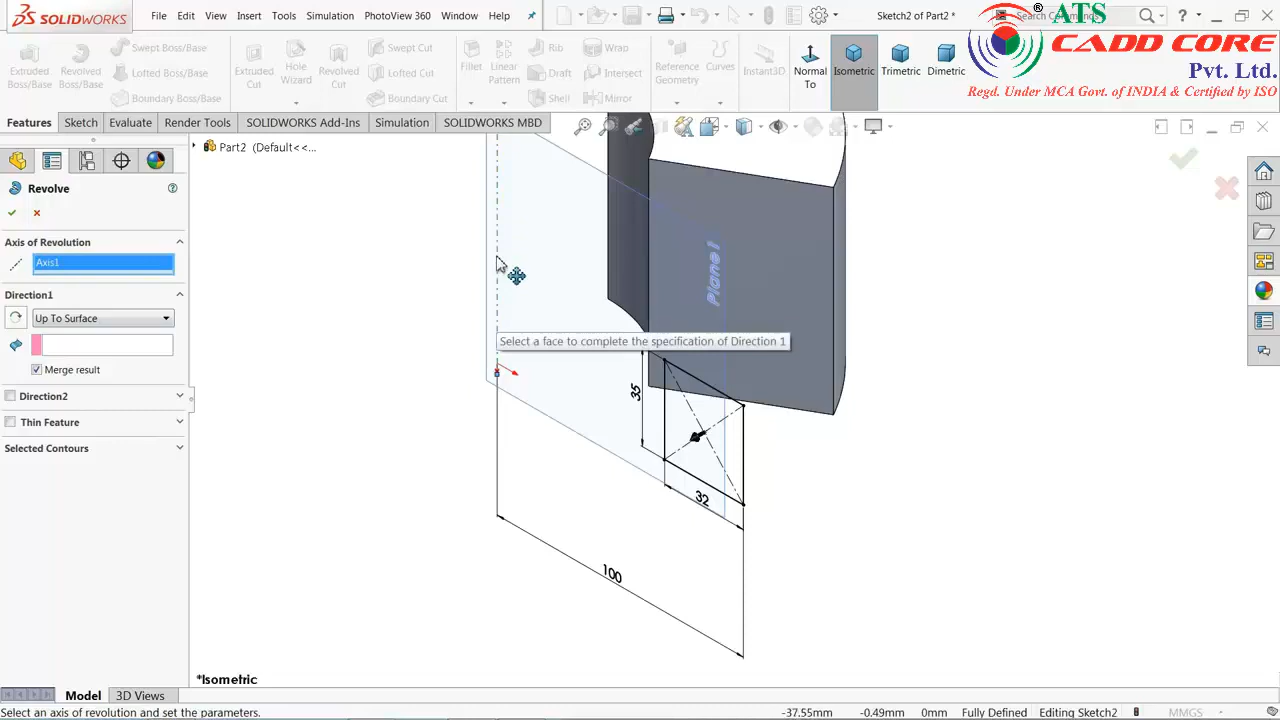 SOLIDWORKS
File Edit View Insert Tools Simulation PhotoView 360 Window Help
Sketch2 of Part2 *
Search Commands
® ATS
CADD CORE
Pvt. Ltd.
Regd. Under MCA Govt. of INDIA & Certified by ISO
Extruded Boss/Base
Revolved Boss/Base
Swept Boss/Base
Lofted Boss/Base
Boundary Boss/Base
Extruded Cut
Hole Wizard
Revolved Cut
Swept Cut
Lofted Cut
Boundary Cut
Fillet
Linear Pattern
Rib
Draft
Shell
Wrap
Intersect
Mirror
Reference Geometry
Curves
Instant3D
Normal To
Isometric
Trimetric
Dimetric
Features Sketch Evaluate Render Tools SOLIDWORKS Add-Ins Simulation SOLIDWORKS MBD
Part2 (Default<<...
Revolve
Axis of Revolution
Axis1
Direction1
Up To Surface
Merge result
Direction2
Thin Feature
Selected Contours
Plane1
Select a face to complete the specification of Direction 1
35
32
100
*Isometric
Model 3D Views
Select an axis of revolution and set the parameters.
-37.55mm -0.49mm 0mm Fully Defined Editing Sketch2 MMGS